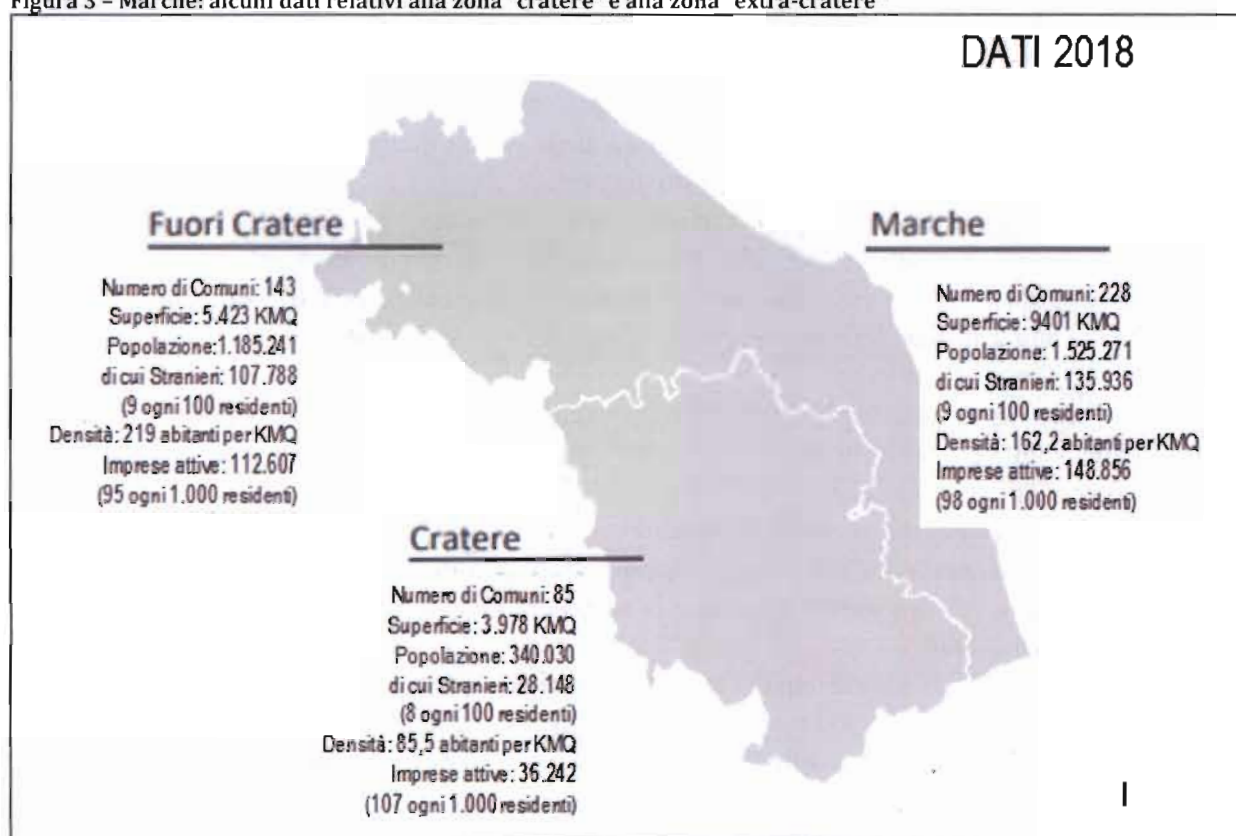 Figura 3 – Marche: alcuni dati relativi alla zona "cratere" e alla zona "extra-cratere"
DATI 2018
Fuori Cratere
Numero di Comuni: 143
Superficie: 5.423 KMQ
Popolazione:1.185.241
di cui Stranieri: 107.788
(9 ogni 100 residenti)
Densità: 219 abitanti per KMQ
Imprese attive: 112.607
(95 ogni 1.000 residenti)
Marche
Numero di Comuni: 228
Superficie: 9401 KMQ
Popolazione: 1.525.271
di cui Stranieri: 135.936
(9 ogni 100 residenti)
Densità: 162,2 abitanti per KMQ
Imprese attive: 148.856
(98 ogni 1.000 residenti)
Cratere
Numero di Comuni: 85
Superficie: 3.978 KMQ
Popolazione: 340.030
di cui Stranieri: 28.148
(8 ogni 100 residenti)
Densità: 85,5 abitanti per KMQ
Imprese attive: 36.242
(107 ogni 1.000 residenti)